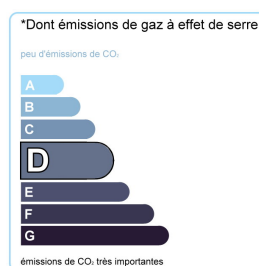 *Dont émissions de gaz à effet de serre
peu d'émissions de CO₂
A
B
C
D
E
F
G
émissions de CO₂ très importantes